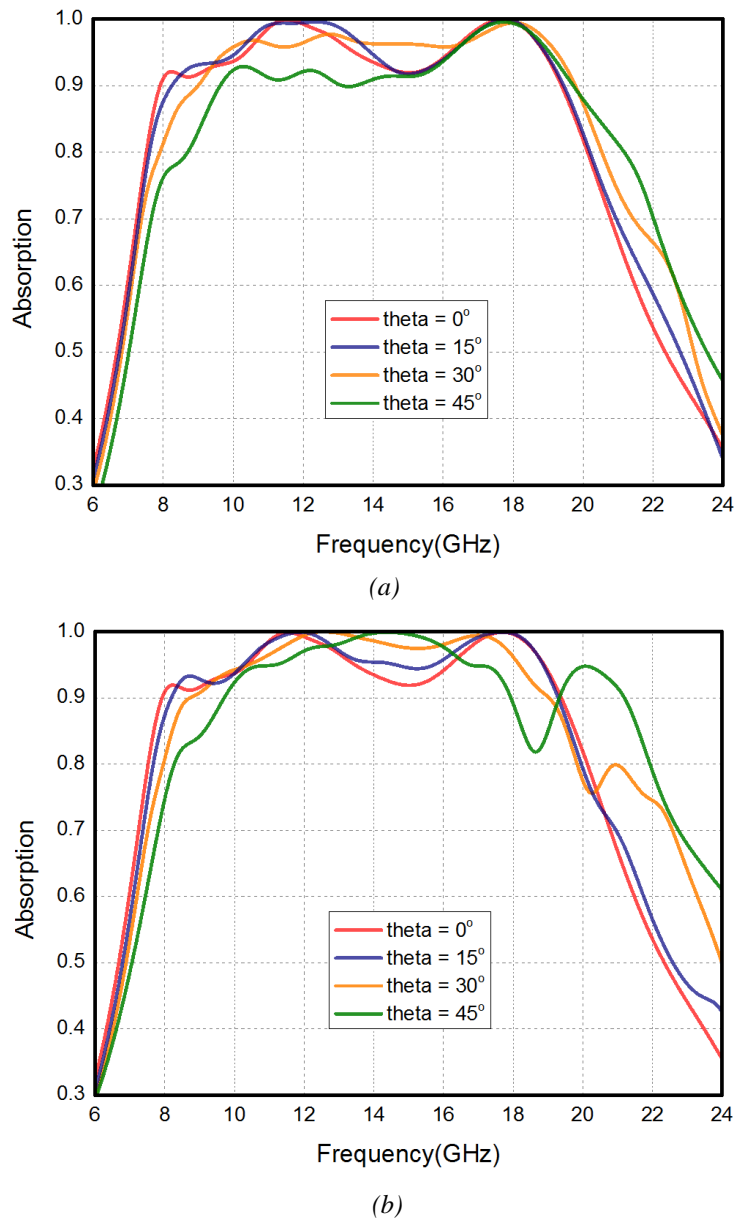 1.0
0.9
0.8
0.7
0.6
0.5
0.4
0.3
Absorption
theta = 0°
theta = 15°
theta = 30°
theta = 45°
6 8 10 12 14 16 18 20 22 24
Frequency(GHz)
(a)
1.0
0.9
0.8
0.7
0.6
0.5
0.4
0.3
Absorption
theta = 0°
theta = 15°
theta = 30°
theta = 45°
6 8 10 12 14 16 18 20 22 24
Frequency(GHz)
(b)